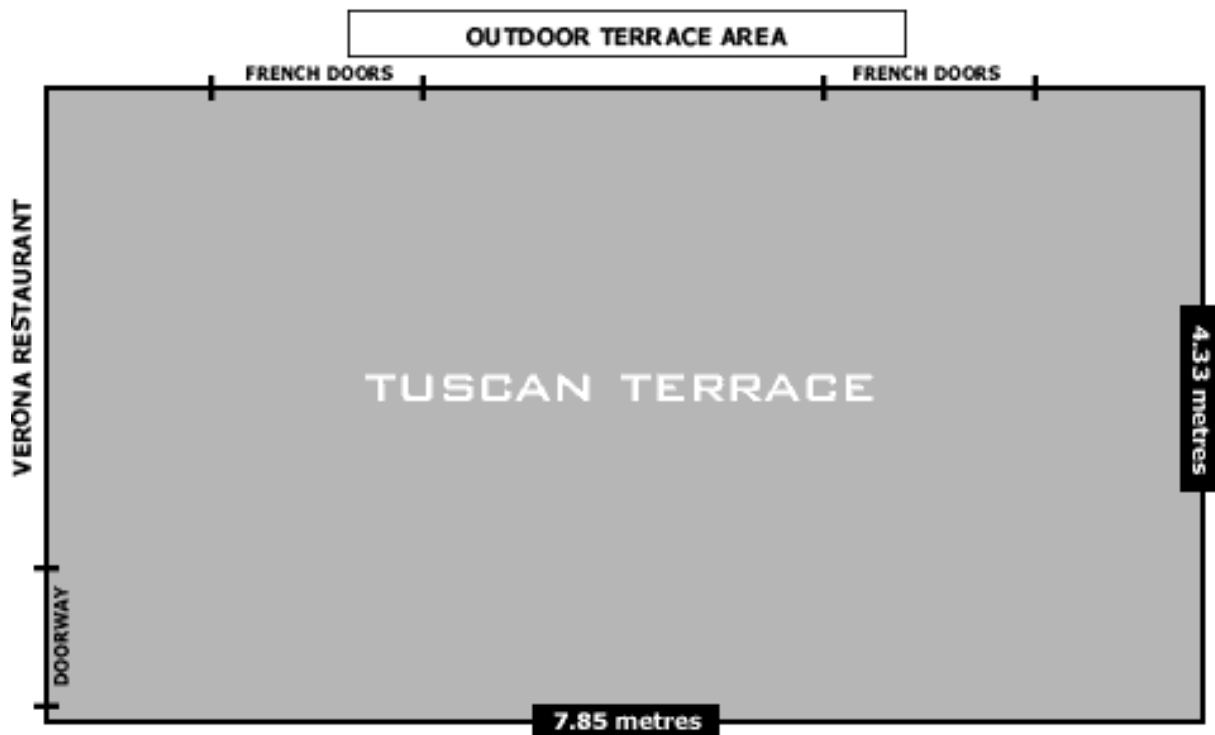 OUTDOOR TERRACE AREA
FRENCH DOORS
FRENCH DOORS
VERONA RESTAURANT
TUSCAN TERRACE
4.33 metres
DOORWAY
7.85 metres